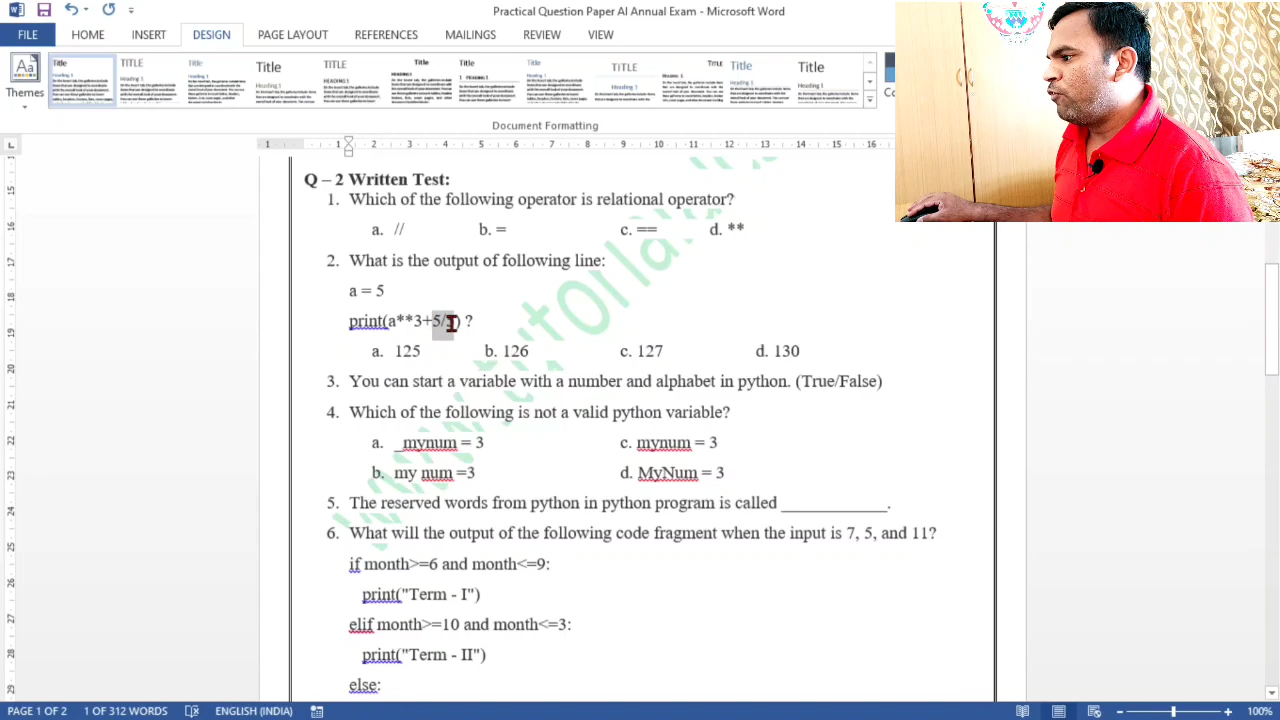 Practical Question Paper AI Annual Exam - Microsoft Word
FILE HOME INSERT DESIGN PAGE LAYOUT REFERENCES MAILINGS REVIEW VIEW
Themes
Document Formatting
Q – 2 Written Test:
1. Which of the following operator is relational operator?
a. // b. = c. == d. **
2. What is the output of following line:
a = 5
print(a**3+5/ ) ?
a. 125 b. 126 c. 127 d. 130
3. You can start a variable with a number and alphabet in python. (True/False)
4. Which of the following is not a valid python variable?
a. _mynum = 3 c. mynum = 3
b. my num =3 d. MyNum = 3
5. The reserved words from python in python program is called _____________.
6. What will the output of the following code fragment when the input is 7, 5, and 11?
if month>=6 and month<=9:
print("Term - I")
elif month>=10 and month<=3:
print("Term - II")
else:
PAGE 1 OF 2 1 OF 312 WORDS ENGLISH (INDIA) 100%